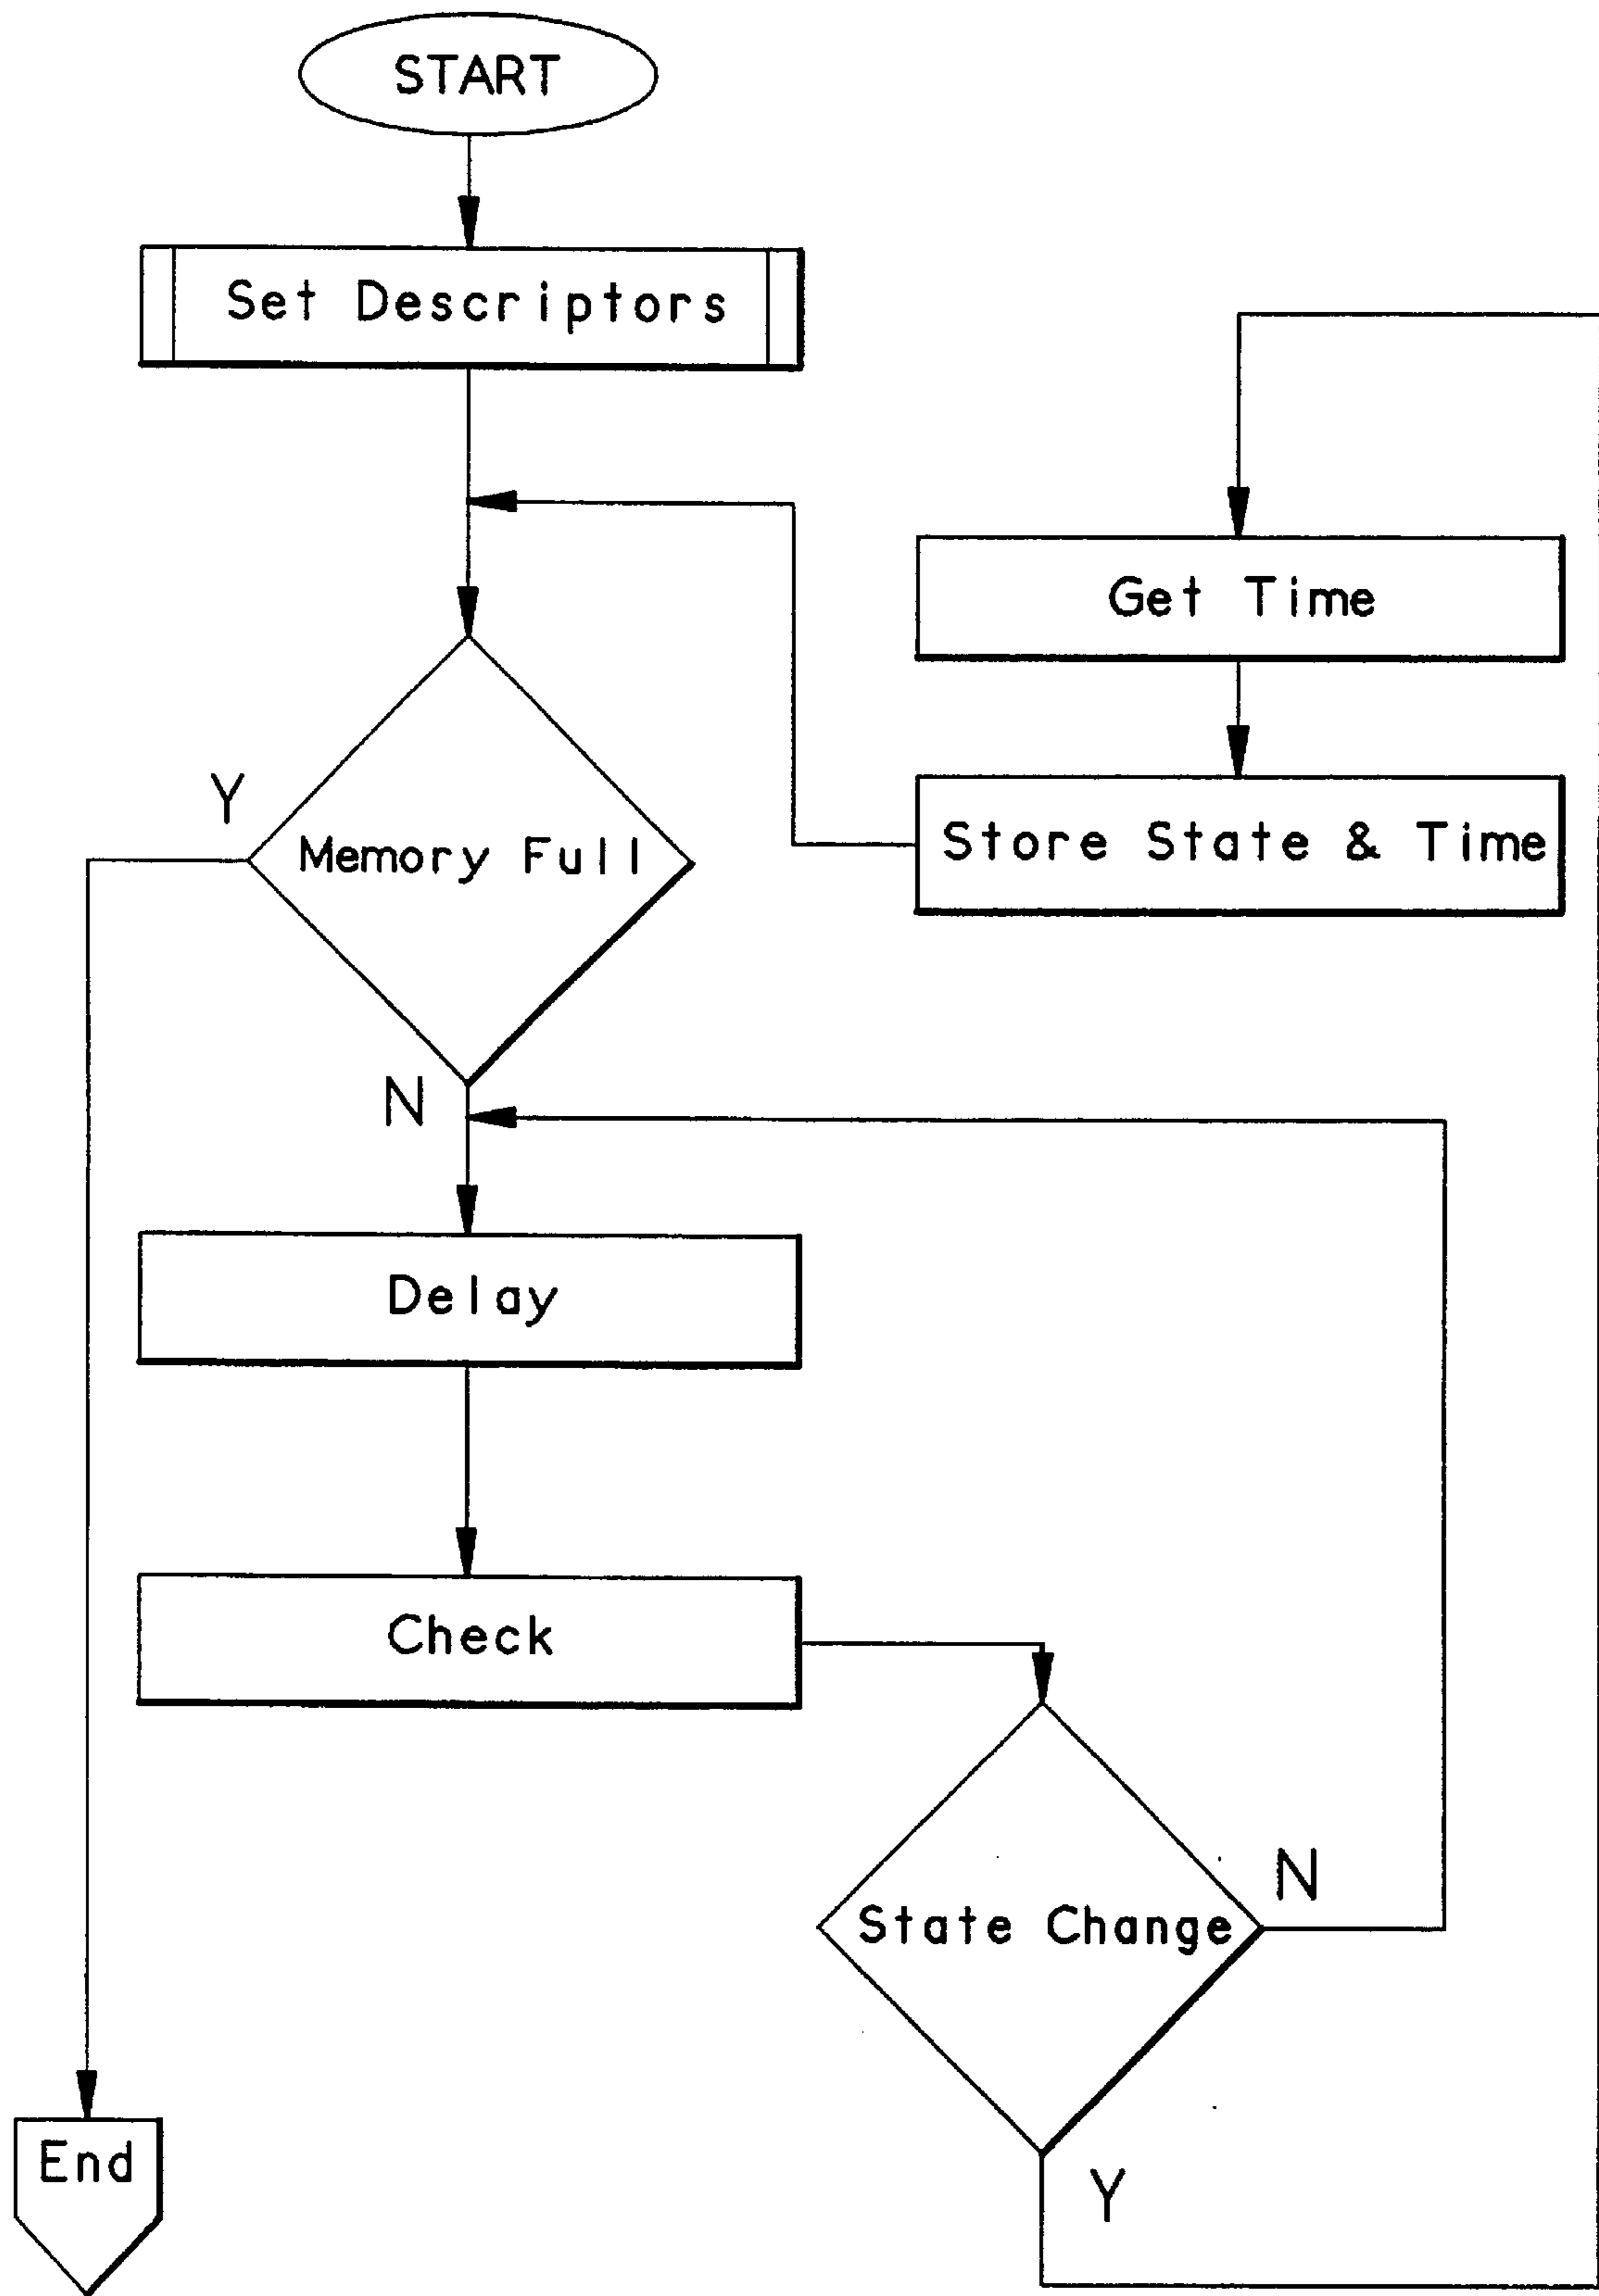 START
Set Descriptors
Get Time
Store State & Time
Y
Memory Full
N
Delay
Check
N
State Change
End
Y